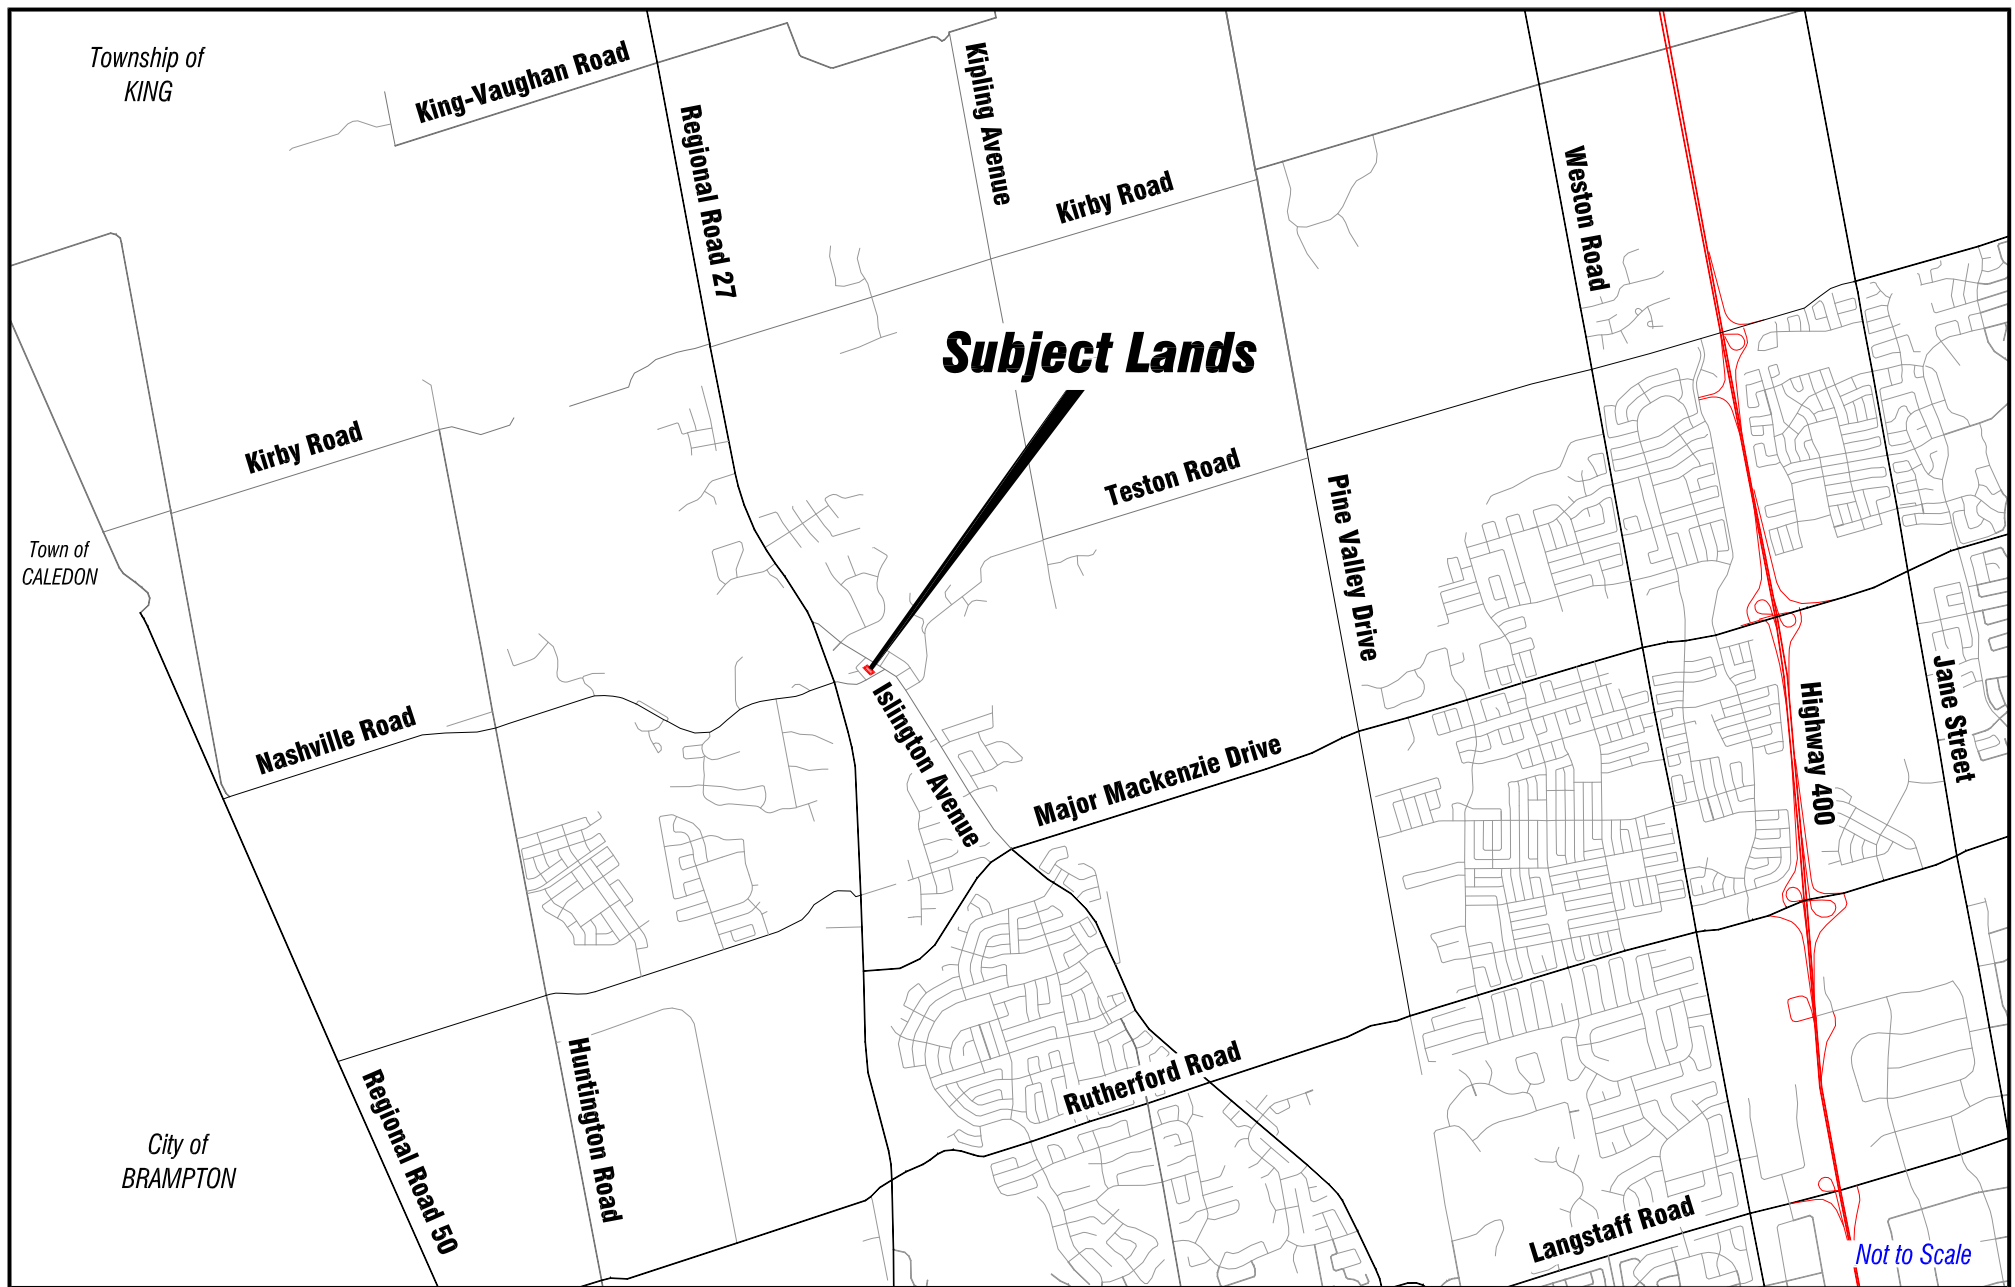 Township of
KING
King-Vaughan Road
Kipling Avenue
Regional Road 27
Kirby Road
Weston Road
Subject Lands
Kirby Road
Teston Road
Pine Valley Drive
Town of
CALEDON
Islington Avenue
Highway 400
Jane Street
Nashville Road
Major Mackenzie Drive
Huntington Road
Regional Road 50
Rutherford Road
City of
BRAMPTON
Langstaff Road
Not to Scale